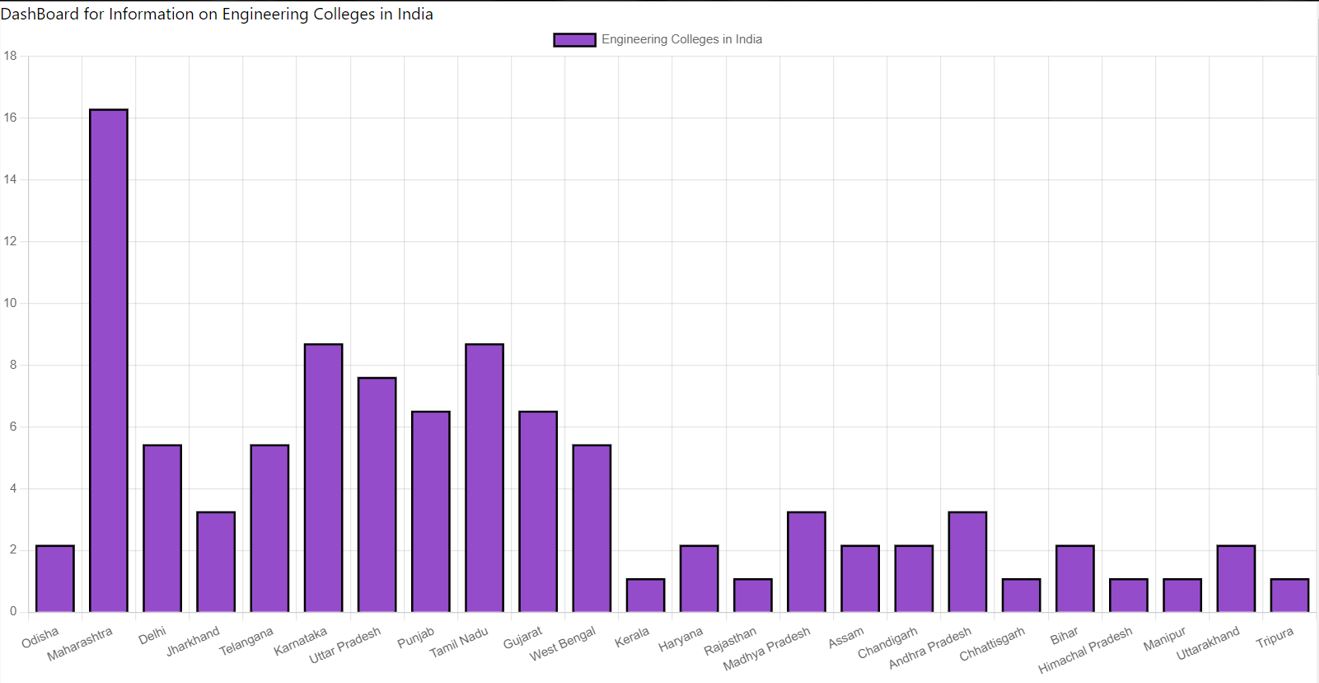 DashBoard for Information on Engineering Colleges in India
Engineering Colleges in India
18
16
14
12
10
8
6
4
2
0
Odisha
Maharashtra
Delhi
Jharkhand
Telangana
Karnataka
Uttar Pradesh
Punjab
Tamil Nadu
Gujarat
West Bengal
Kerala
Haryana
Rajasthan
Madhya Pradesh
Assam
Chandigarh
Andhra Pradesh
Chhattisgarh
Bihar
Himachal Pradesh
Manipur
Uttarakhand
Tripura